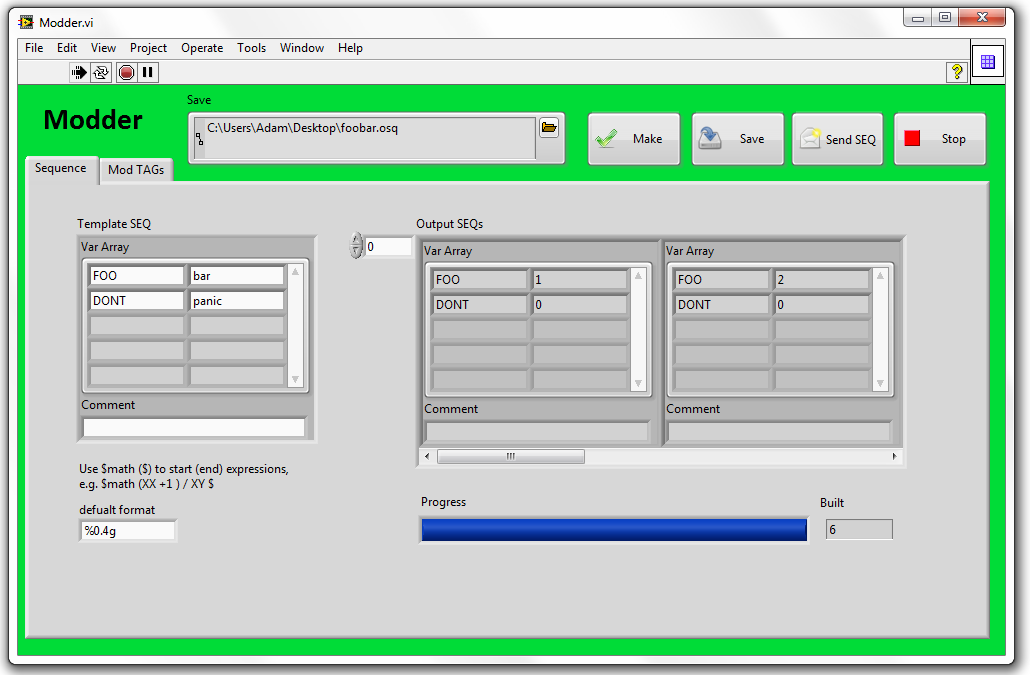 Modder.vi
File Edit View Project Operate Tools Window Help
Modder
Save
C:\Users\Adam\Desktop\foobar.osq
Make
Save
Send SEQ
Stop
Sequence
Mod TAGs
Template SEQ
Var Array
FOO bar
DONT panic
Comment
Use $math ($) to start (end) expressions,
e.g. $math (XX +1 ) / XY $
defualt format
%0.4g
0
Output SEQs
Var Array
FOO 1
DONT 0
Comment
Var Array
FOO 2
DONT 0
Comment
Progress
Built
6